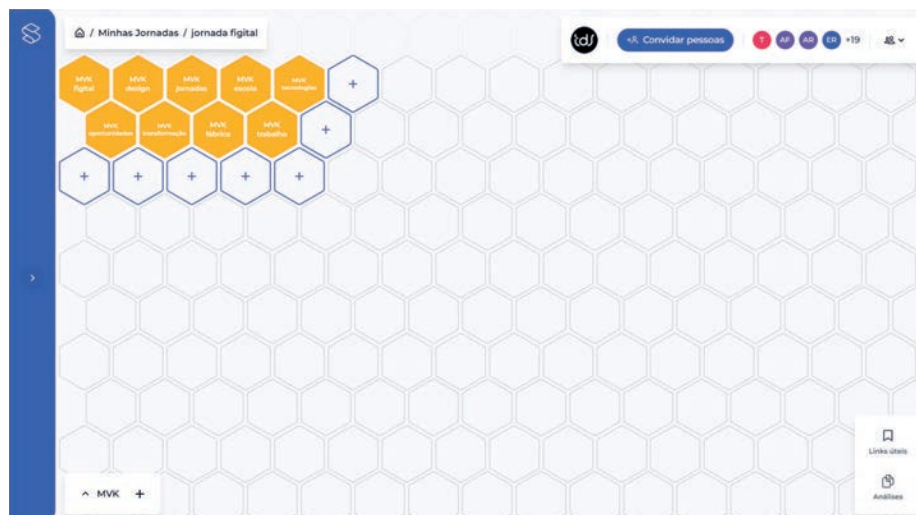 / Minhas Jornadas / jornada figital
tds
Convidar pessoas
T AF AR ER +19
MVK
figital
MVK
design
MVK
jornadas
MVK
escola
MVK
tecnologias
+
MVK
oportunidades
MVK
transformação
MVK
fábrica
MVK
trabalho
+
+ + + + +
>
Links úteis
Análises
MVK +